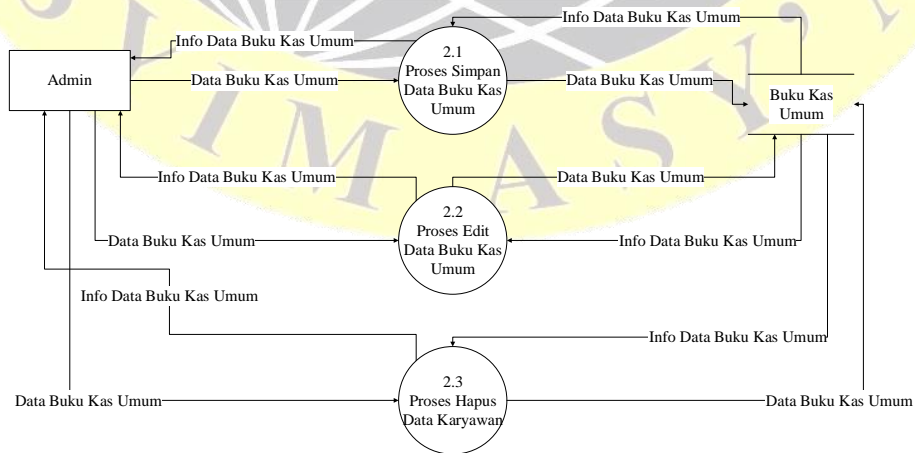 Info Data Buku Kas Umum
Info Data Buku Kas Umum
2.1
Proses Simpan
Data Buku Kas
Umum
Admin
Data Buku Kas Umum
Data Buku Kas Umum
Buku Kas
Umum
Info Data Buku Kas Umum
Data Buku Kas Umum
2.2
Proses Edit
Data Buku Kas
Umum
Data Buku Kas Umum
Info Data Buku Kas Umum
Info Data Buku Kas Umum
Info Data Buku Kas Umum
2.3
Proses Hapus
Data Karyawan
Data Buku Kas Umum
Data Buku Kas Umum
Y I M A S Y ’